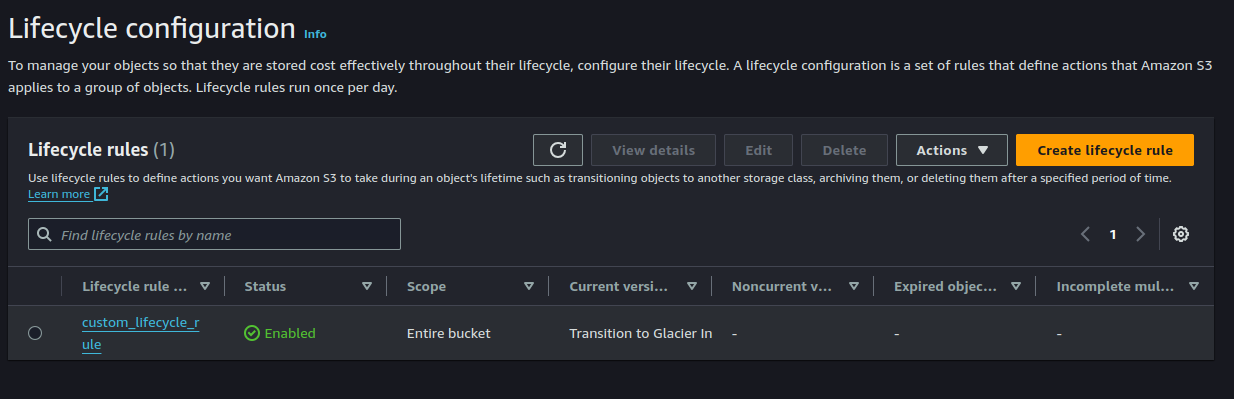 Lifecycle configuration Info
To manage your objects so that they are stored cost effectively throughout their lifecycle, configure their lifecycle. A lifecycle configuration is a set of rules that define actions that Amazon S3
applies to a group of objects. Lifecycle rules run once per day.
Lifecycle rules (1) View details Edit Delete Actions Create lifecycle rule
Use lifecycle rules to define actions you want Amazon S3 to take during an object's lifetime such as transitioning objects to another storage class, archiving them, or deleting them after a specified period of time.
Learn more
Find lifecycle rules by name 1
Lifecycle rule ... Status Scope Current versi... Noncurrent v... Expired objec... Incomplete mul...
custom_lifecycle_r
ule
Enabled Entire bucket Transition to Glacier In - - -